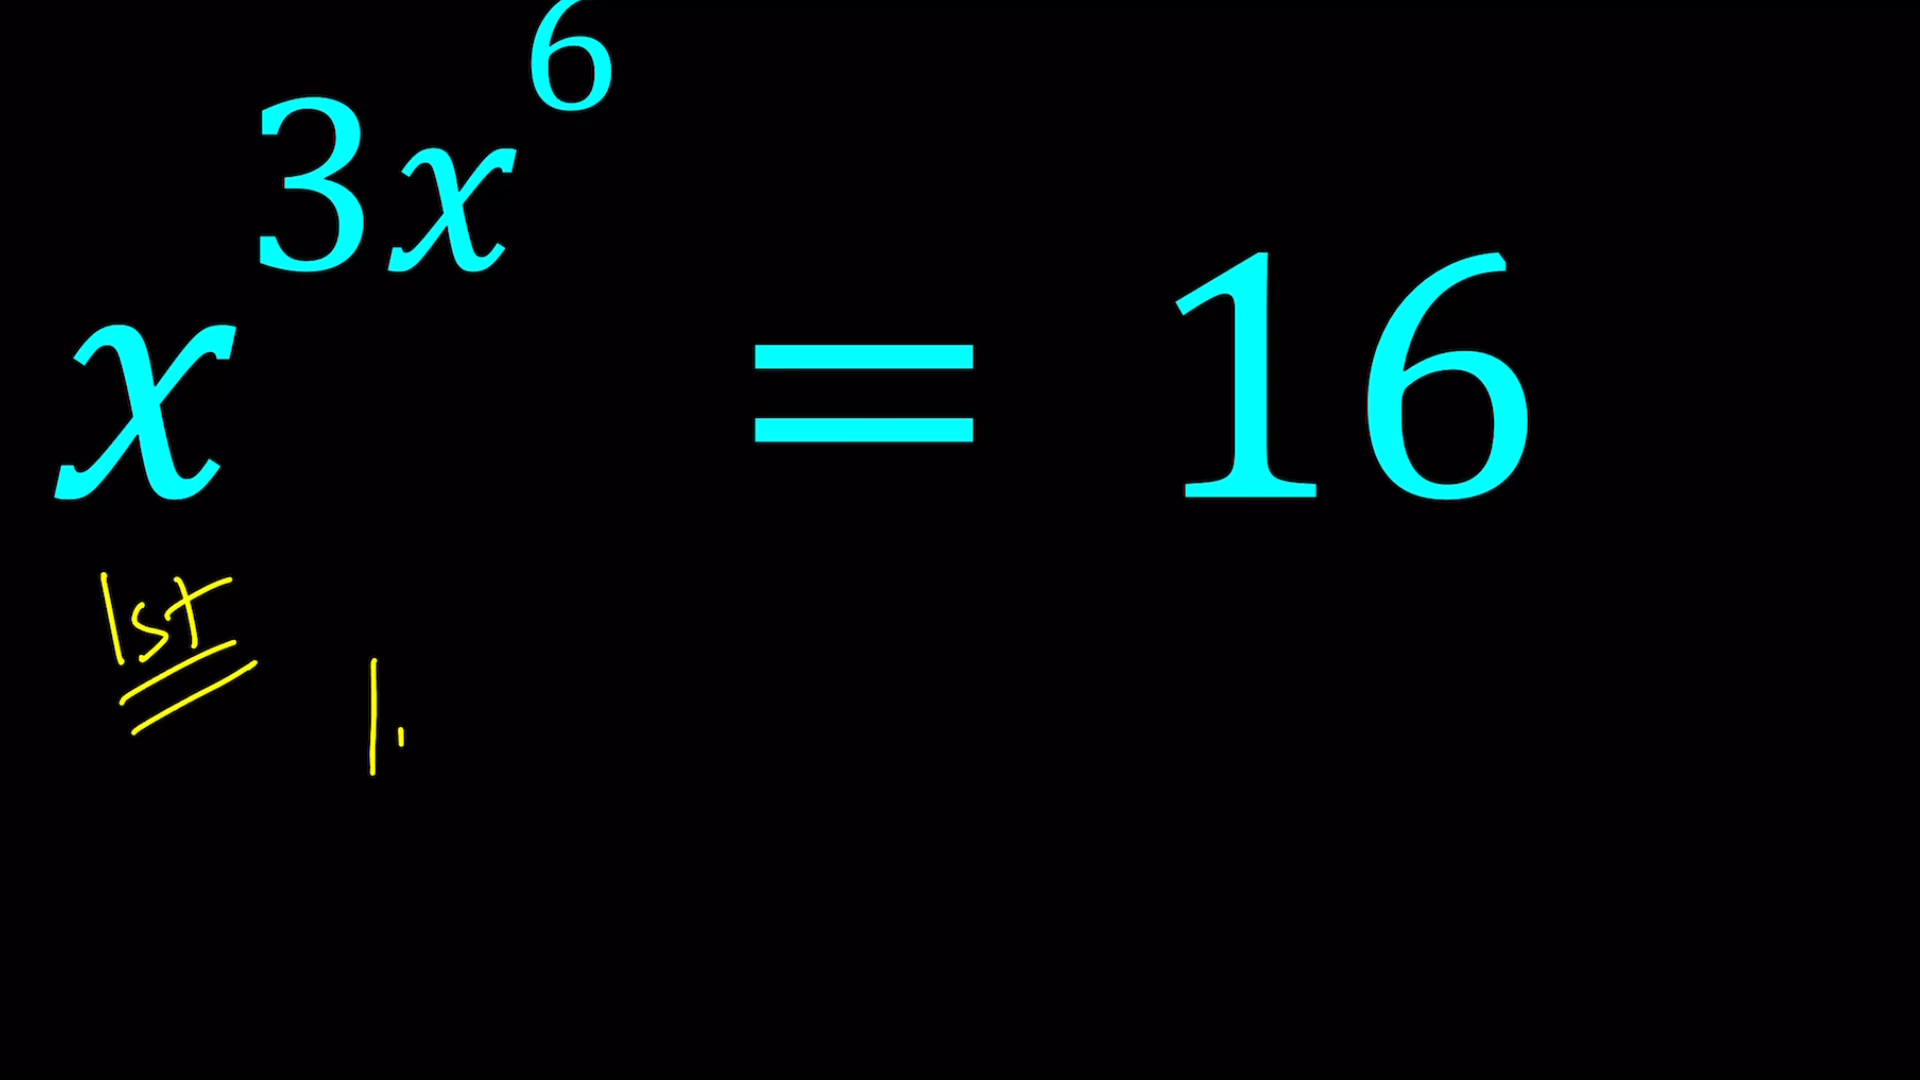 x^{3x^6} = 16
1st